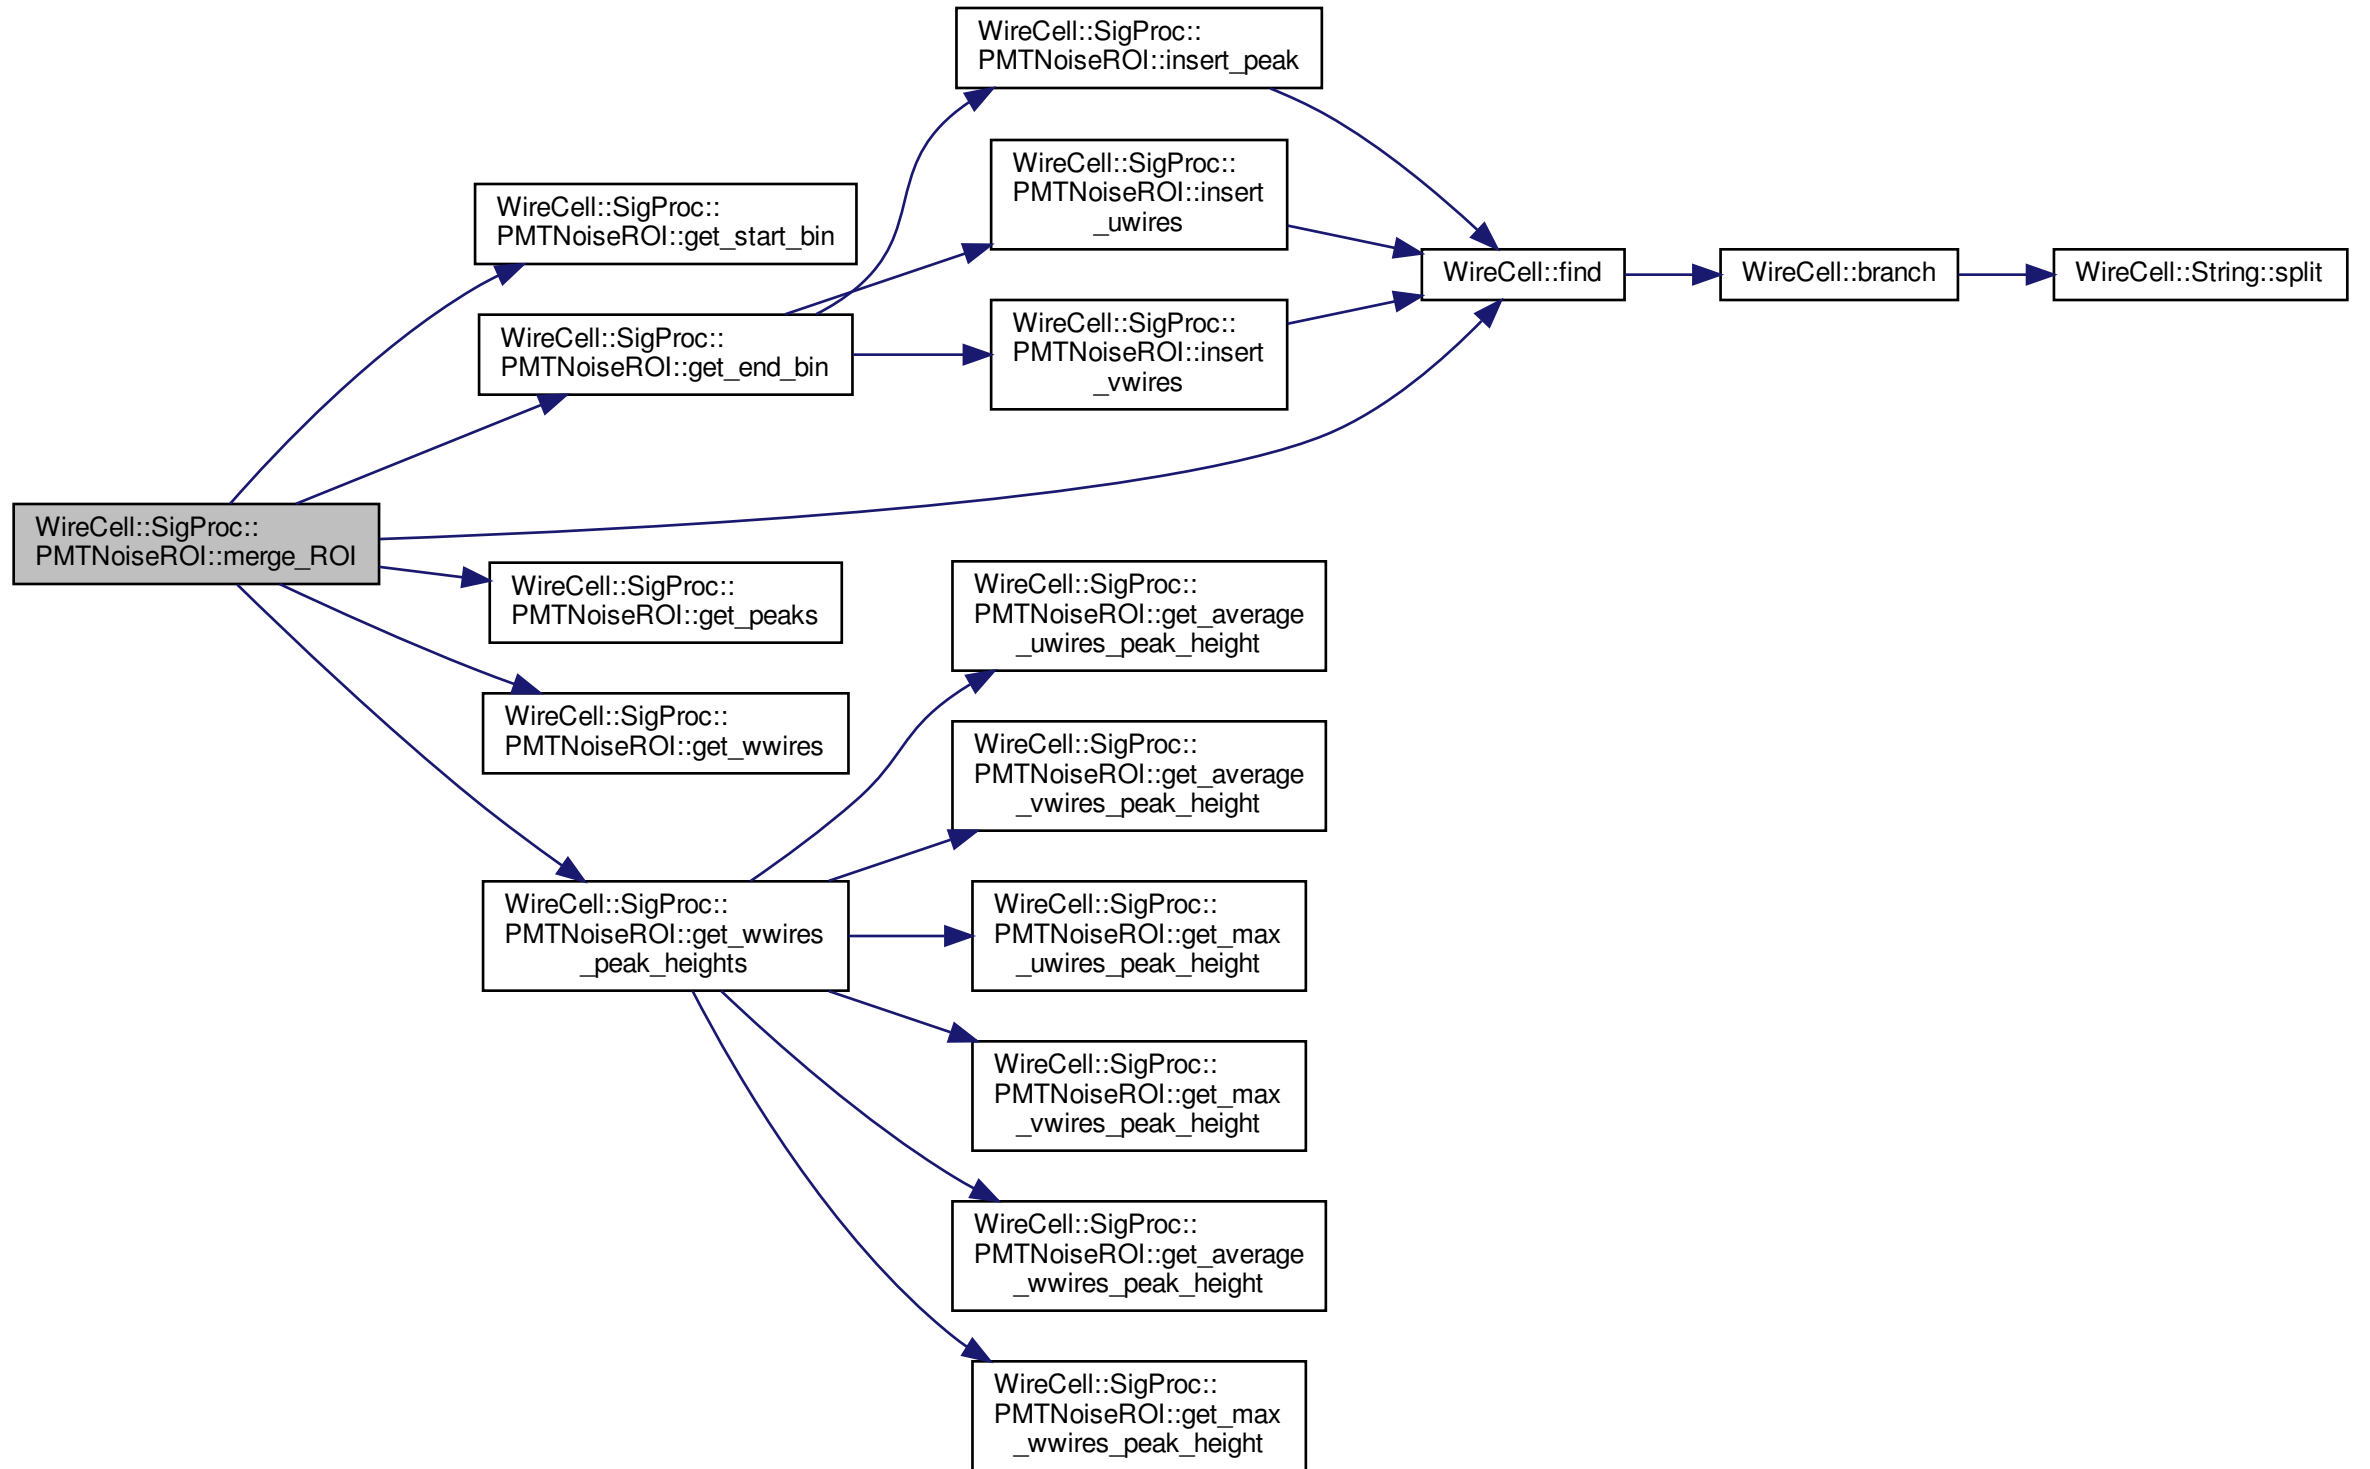 WireCell::SigProc::
PMTNoiseROI::merge_ROI
WireCell::SigProc::
PMTNoiseROI::get_start_bin
WireCell::SigProc::
PMTNoiseROI::get_end_bin
WireCell::SigProc::
PMTNoiseROI::insert_peak
WireCell::SigProc::
PMTNoiseROI::insert
_uwires
WireCell::SigProc::
PMTNoiseROI::insert
_vwires
WireCell::find
WireCell::branch
WireCell::String::split
WireCell::SigProc::
PMTNoiseROI::get_peaks
WireCell::SigProc::
PMTNoiseROI::get_wwires
WireCell::SigProc::
PMTNoiseROI::get_wwires
_peak_heights
WireCell::SigProc::
PMTNoiseROI::get_average
_uwires_peak_height
WireCell::SigProc::
PMTNoiseROI::get_average
_vwires_peak_height
WireCell::SigProc::
PMTNoiseROI::get_max
_uwires_peak_height
WireCell::SigProc::
PMTNoiseROI::get_max
_vwires_peak_height
WireCell::SigProc::
PMTNoiseROI::get_average
_wwires_peak_height
WireCell::SigProc::
PMTNoiseROI::get_max
_wwires_peak_height